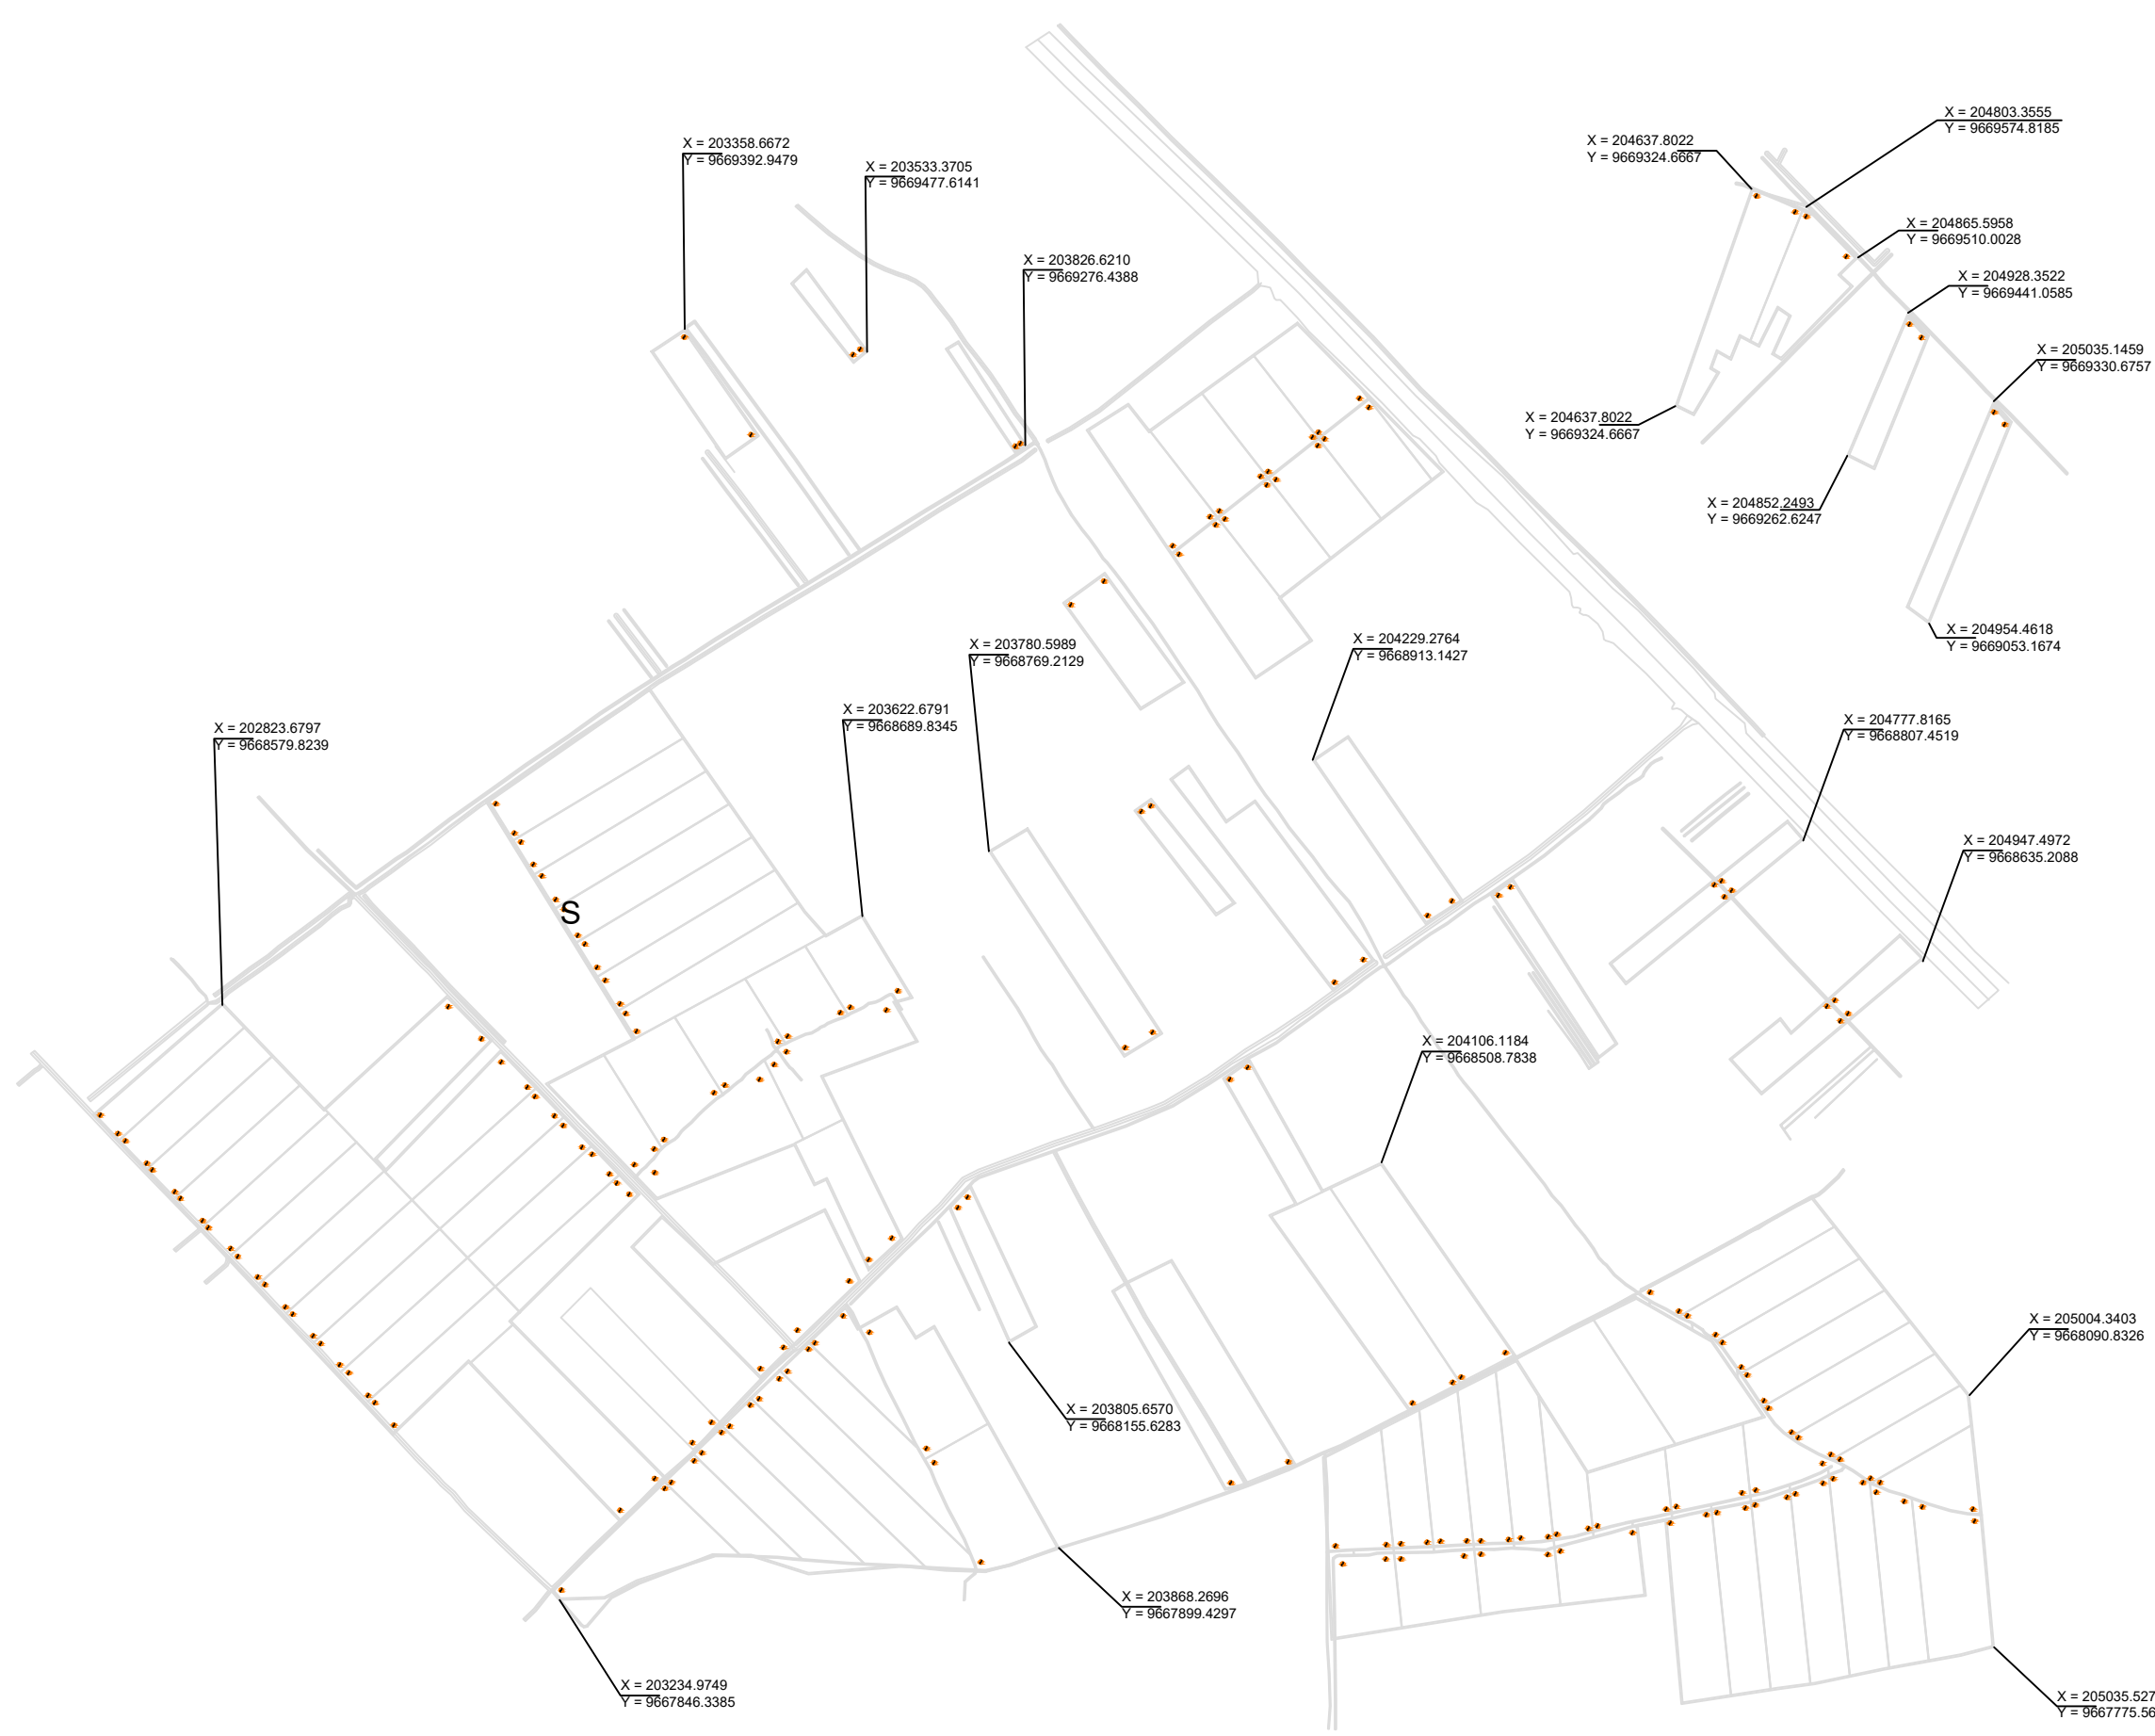 X = 204803.3555
Y = 9669574.8185
X = 204637.8022
Y = 9669324.6667
X = 203358.6672
Y = 9669392.9479
X = 203533.3705
Y = 9669477.6141
X = 204865.5958
Y = 9669510.0028
X = 203826.6210
Y = 9669276.4388
X = 204928.3522
Y = 9669441.0585
X = 205035.1459
Y = 9669330.6757
X = 204637.8022
Y = 9669324.6667
X = 204852.2493
Y = 9669262.6247
X = 204954.4618
Y = 9669053.1674
X = 204229.2764
Y = 9668913.1427
X = 203780.5989
Y = 9668769.2129
X = 203622.6791
Y = 9668689.8345
X = 204777.8165
Y = 9668807.4519
X = 202823.6797
Y = 9668579.8239
X = 204947.4972
Y = 9668635.2088
S
X = 204106.1184
Y = 9668508.7838
X = 205004.3403
Y = 9668090.8326
X = 203805.6570
Y = 9668155.6283
X = 203868.2696
Y = 9667899.4297
X = 203234.9749
Y = 9667846.3385
X = 205035.527
Y = 9667775.56